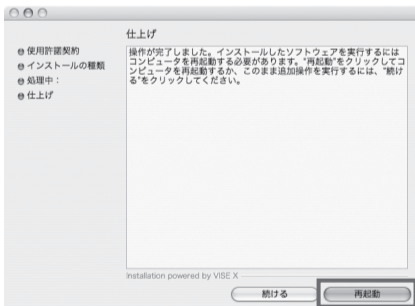 仕上げ
使用許諾契約
インストールの種類
処理中：
仕上げ
操作が完了しました。インストールしたソフトウェアを実行するには
コンピュータを再起動する必要があります。"再起動"をクリックしてコ
ンピュータを再起動するか、このまま追加操作を実行するには、"続け
る"をクリックしてください。
Installation powered by VISE X
続ける
再起動